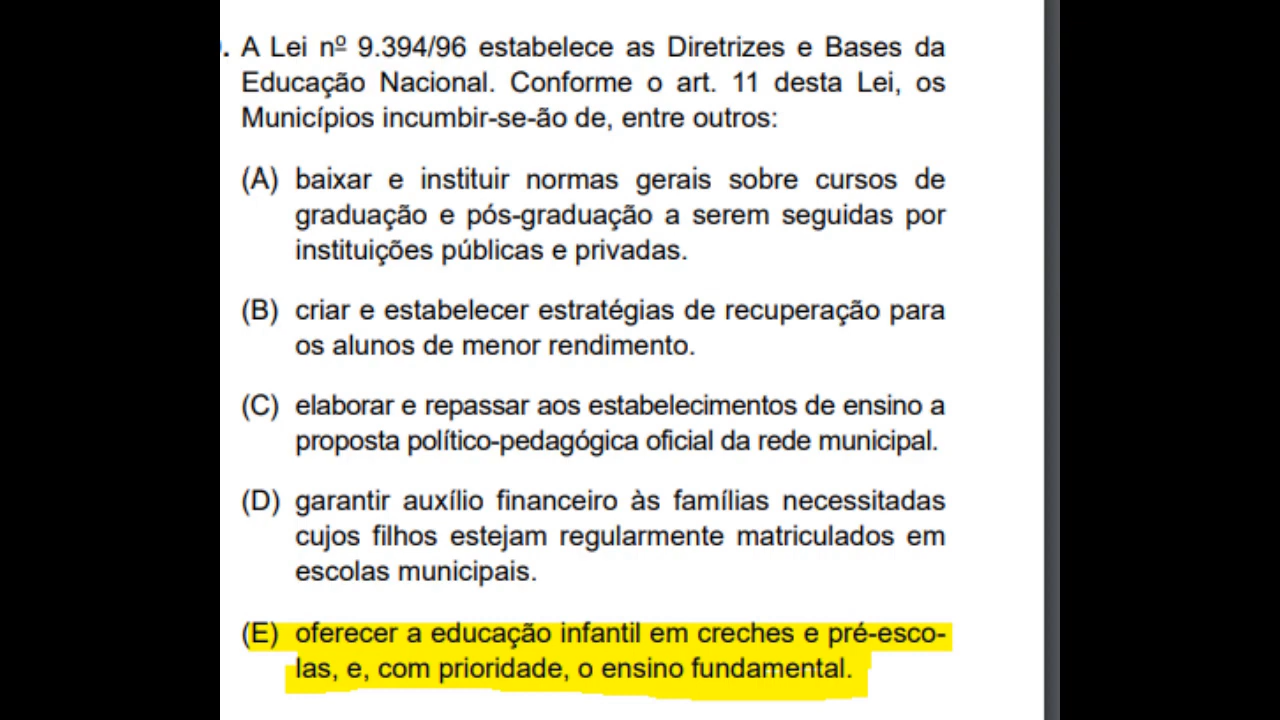 . A Lei nº 9.394/96 estabelece as Diretrizes e Bases da
Educação Nacional. Conforme o art. 11 desta Lei, os
Municípios incumbir-se-ão de, entre outros:
(A) baixar e instituir normas gerais sobre cursos de
graduação e pós-graduação a serem seguidas por
instituições públicas e privadas.
(B) criar e estabelecer estratégias de recuperação para
os alunos de menor rendimento.
(C) elaborar e repassar aos estabelecimentos de ensino a
proposta político-pedagógica oficial da rede municipal.
(D) garantir auxílio financeiro às famílias necessitadas
cujos filhos estejam regularmente matriculados em
escolas municipais.
(E) oferecer a educação infantil em creches e pré-esco-
las, e, com prioridade, o ensino fundamental.